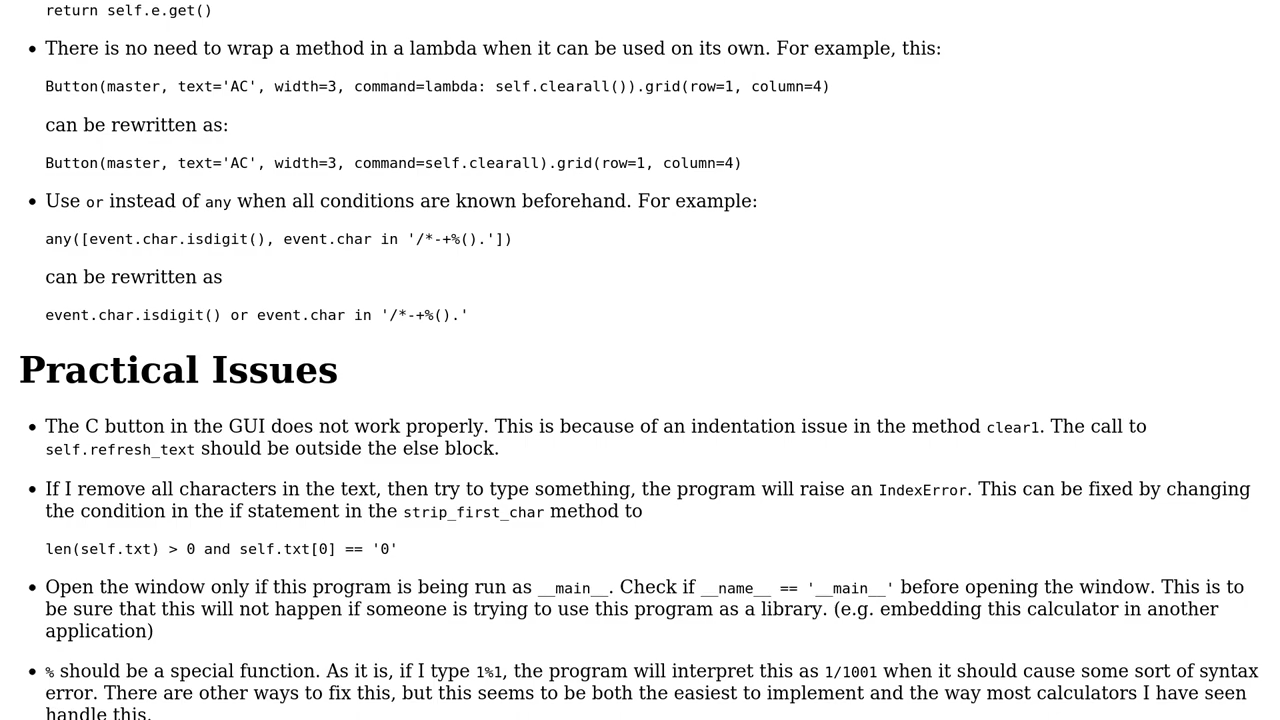 return self.e.get()
There is no need to wrap a method in a lambda when it can be used on its own. For example, this:
Button(master, text='AC', width=3, command=lambda: self.clearall()).grid(row=1, column=4)
can be rewritten as:
Button(master, text='AC', width=3, command=self.clearall).grid(row=1, column=4)
Use or instead of any when all conditions are known beforehand. For example:
any([event.char.isdigit(), event.char in '/*-+%().'])
can be rewritten as
event.char.isdigit() or event.char in '/*-+%().'
Practical Issues
The C button in the GUI does not work properly. This is because of an indentation issue in the method clear1. The call to
self.refresh_text should be outside the else block.
If I remove all characters in the text, then try to type something, the program will raise an IndexError. This can be fixed by changing
the condition in the if statement in the strip_first_char method to
len(self.txt) > 0 and self.txt[0] == '0'
Open the window only if this program is being run as __main__. Check if __name__ == '__main__' before opening the window. This is to
be sure that this will not happen if someone is trying to use this program as a library. (e.g. embedding this calculator in another
application)
% should be a special function. As it is, if I type 1%1, the program will interpret this as 1/1001 when it should cause some sort of syntax
error. There are other ways to fix this, but this seems to be both the easiest to implement and the way most calculators I have seen
handle this.